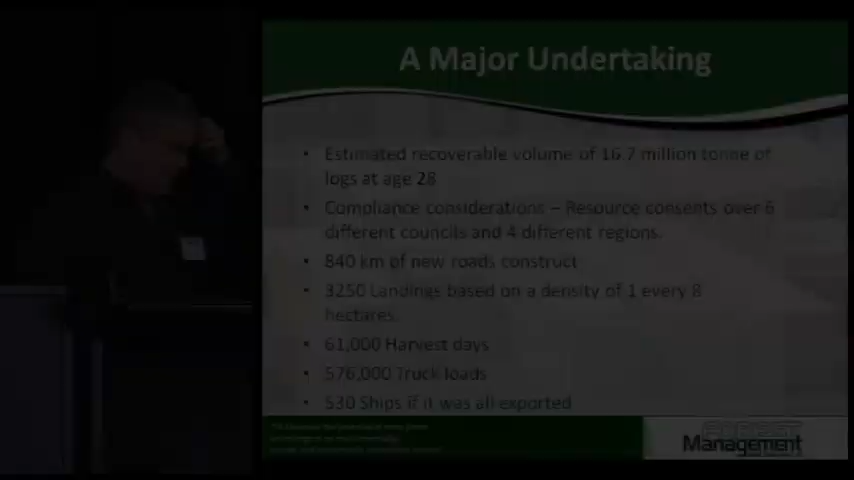 A Major Undertaking
• Estimated recoverable volume of 16.7 million tonne of
logs at age 28
• Compliance considerations – Resource consents over 6
different councils and 4 different regions.
• 840 km of new roads construct
• 3250 Landings based on a density of 1 every 8
hectares.
• 61,000 Harvest days
• 576,000 Truck loads
• 530 Ships if it was all exported
Management